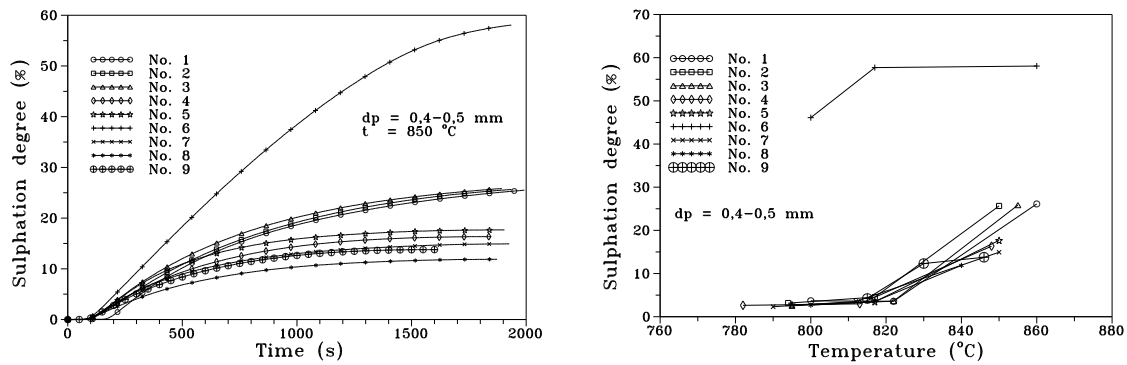 60
50
40
30
20
10
0
Sulphation degree (%)
No. 1
No. 2
No. 3
No. 4
No. 5
No. 6
No. 7
No. 8
No. 9
dp = 0,4-0,5 mm
t = 850 °C
0
500
1000
1500
2000
Time (s)
70
60
50
40
30
20
10
0
Sulphation degree (%)
No. 1
No. 2
No. 3
No. 4
No. 5
No. 6
No. 7
No. 8
No. 9
dp = 0,4-0,5 mm
760
780
800
820
840
860
880
Temperature (°C)